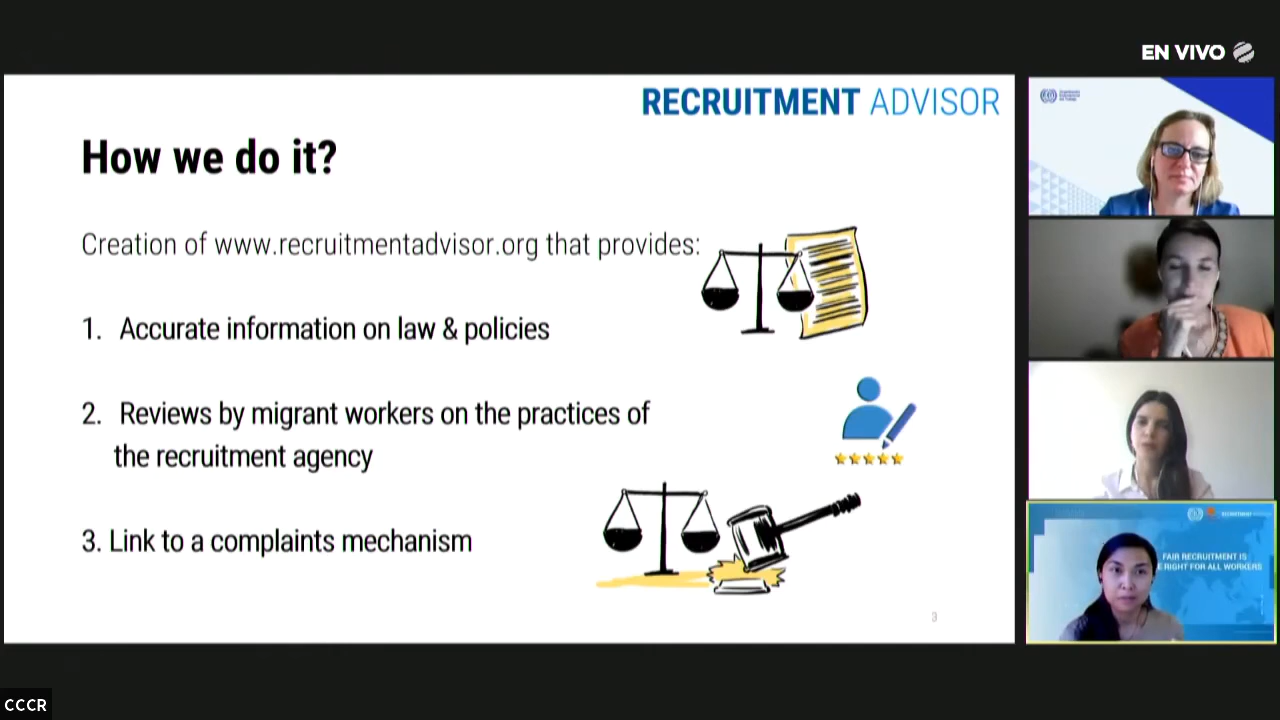 EN VIVO
RECRUITMENT ADVISOR
How we do it?
Creation of www.recruitmentadvisor.org that provides:
1. Accurate information on law & policies
2. Reviews by migrant workers on the practices of
the recruitment agency
3. Link to a complaints mechanism
3
FAIR RECRUITMENT IS
RIGHT FOR ALL WORKERS
CCCR